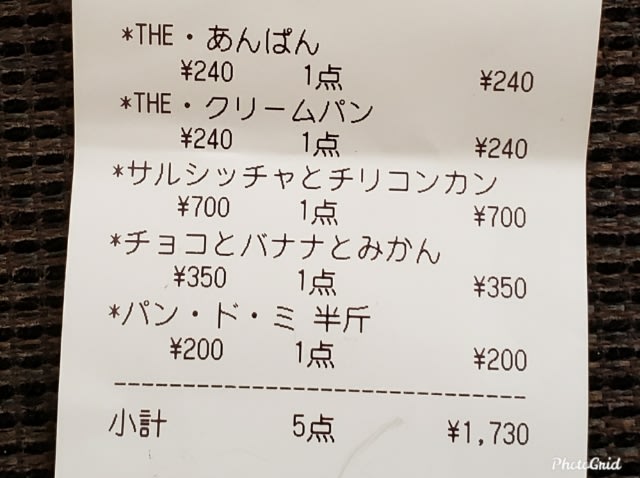 *THE・あんぱん
¥240 1点 ¥240
*THE・クリームパン
¥240 1点 ¥240
*サルシッチャとチリコンカン
¥700 1点 ¥700
*チョコとバナナとみかん
¥350 1点 ¥350
*パン・ド・ミ 半斤
¥200 1点 ¥200
小計 5点 ¥1,730
PhotoGrid